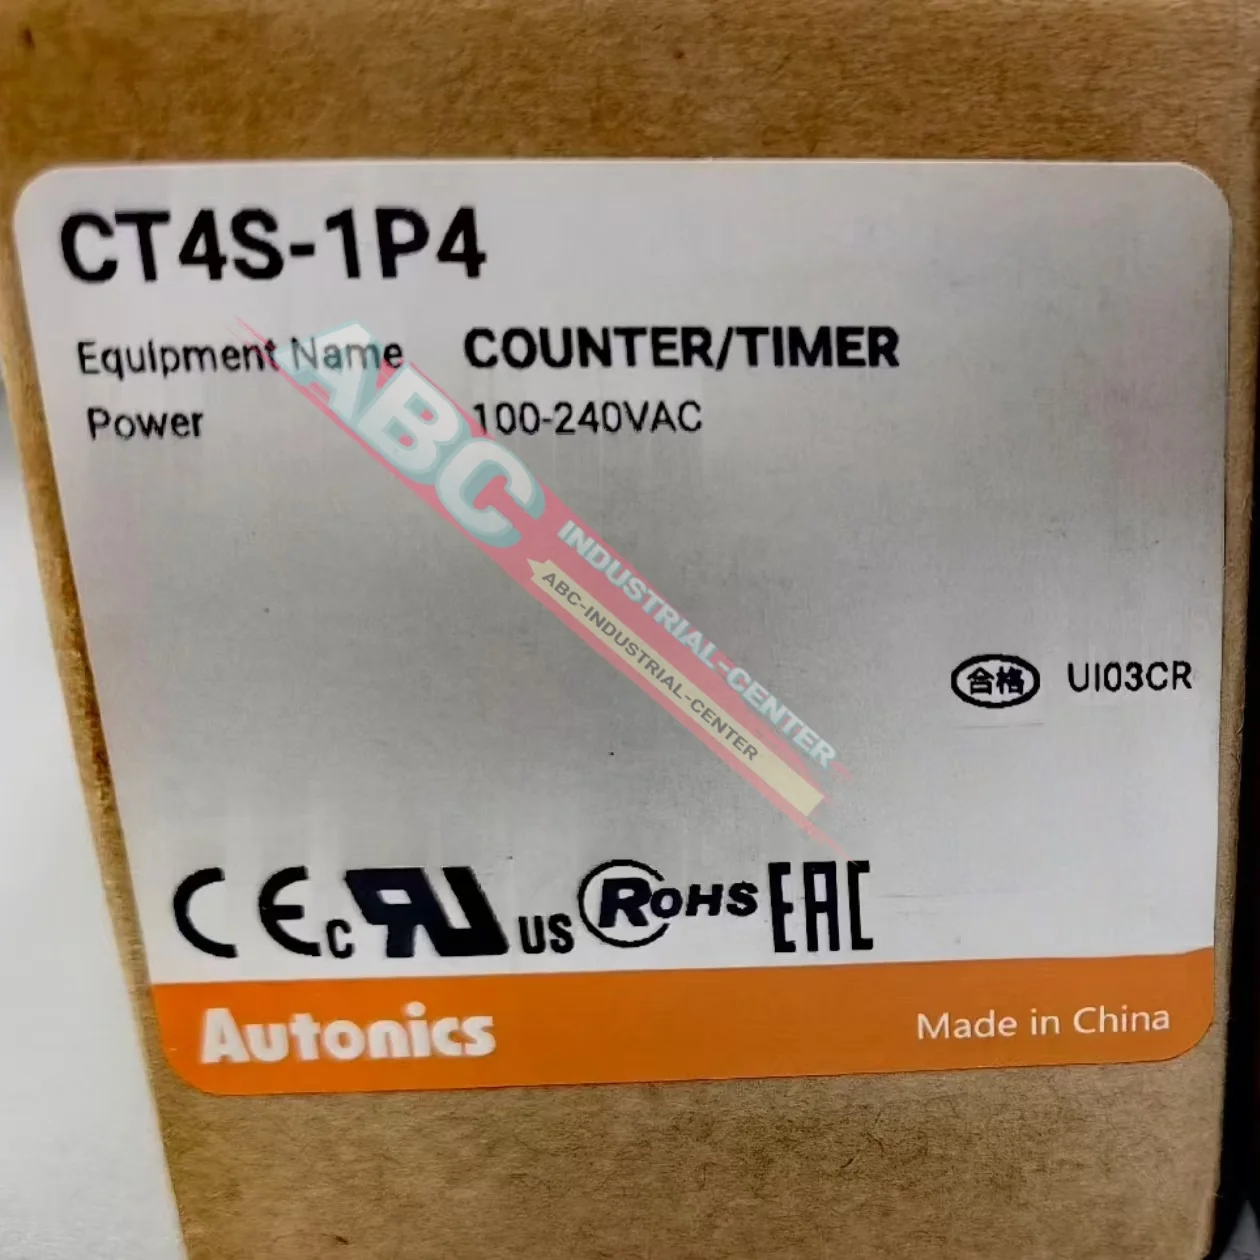 CT4S-1P4
Equipment Name COUNTER/TIMER
Power 100-240VAC
ABC
INDUSTRIAL-CENTER
ABC-INDUSTRIAL-CENTER
合格 UI03CR
CE c RU US RoHS EAC
Autonics
Made in China